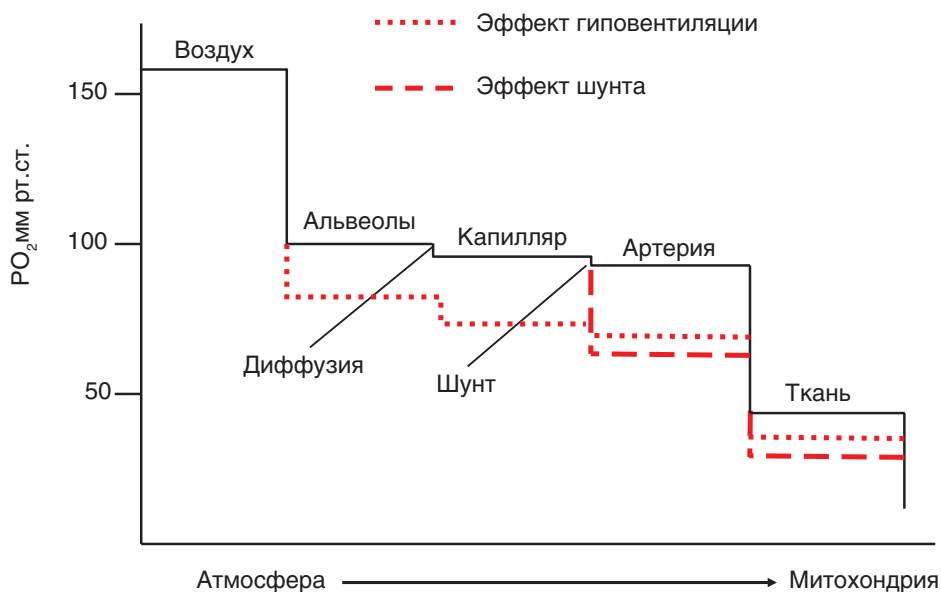 Эффект гиповентиляции
Эффект шунта
Воздух
150
Альвеолы
100
Капилляр
Артерия
PO₂мм рт.ст.
Диффузия
Шунт
50
Ткань
Атмосфера
Митохондрия